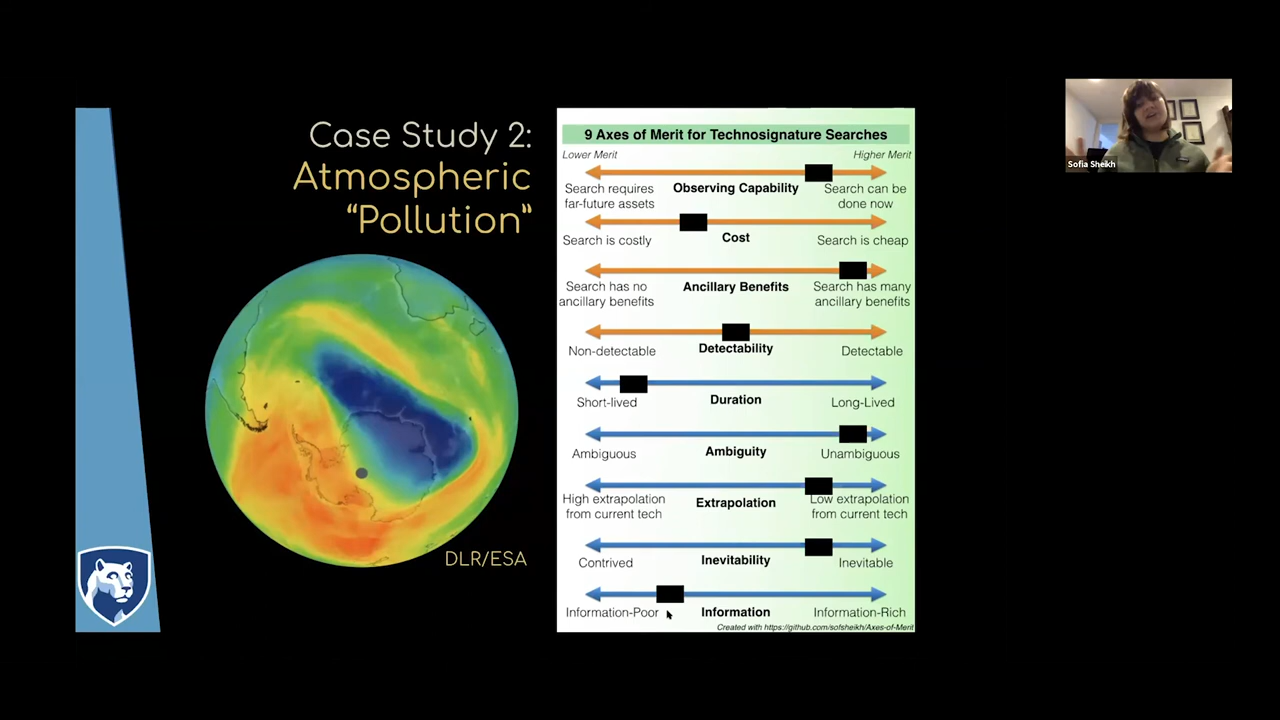 Case Study 2:
Atmospheric
“Pollution“
DLR/ESA
9 Axes of Merit for Technosignature Searches
Lower Merit
Higher Merit
Search requires
far-future assets
Observing Capability
Search can be
done now
Search is costly
Cost
Search is cheap
Search has no
ancillary benefits
Ancillary Benefits
Search has many
ancillary benefits
Non-detectable
Detectability
Detectable
Short-lived
Duration
Long-Lived
Ambiguous
Ambiguity
Unambiguous
High extrapolation
from current tech
Extrapolation
Low extrapolation
from current tech
Contrived
Inevitability
Inevitable
Information-Poor
Information
Information-Rich
Created with https://github.com/sofsheikh/Axes-of-Merit
Sofia Sheikh